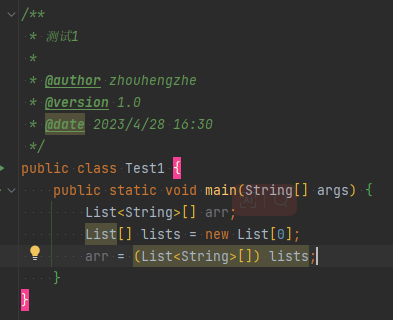 /**
* 测试1
*
* @author zhouhengzhe
* @version 1.0
* @date 2023/4/28 16:30
*/
public class Test1 {
public static void main(String[] args) {
List<String>[] arr;
List[] lists = new List[0];
arr = (List<String>[]) lists;
}
}